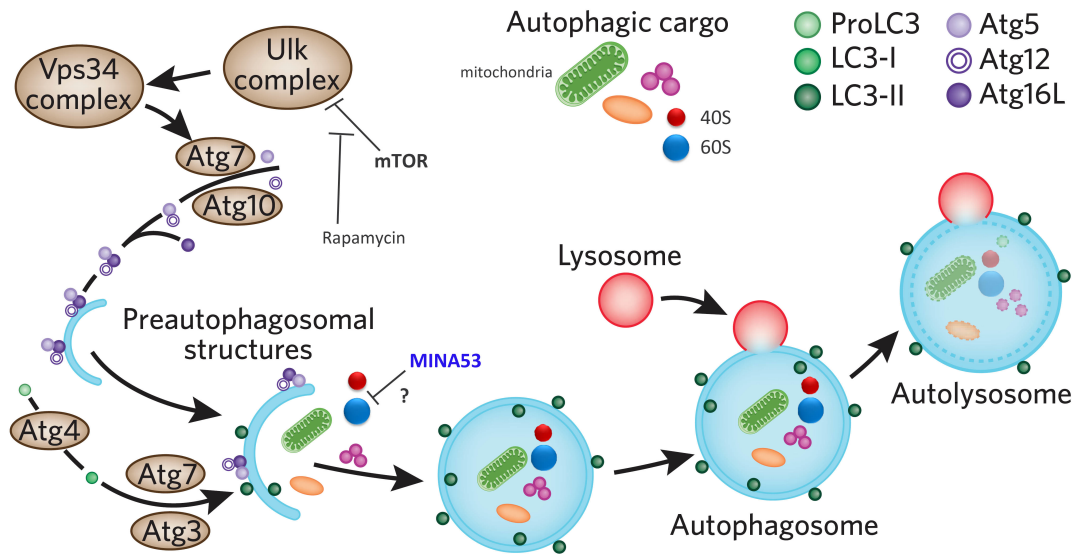 Autophagic cargo
mitochondria
40S
60S
ProLC3
LC3-I
LC3-II
Atg5
Atg12
Atg16L
Vps34
complex
Ulk
complex
mTOR
Rapamycin
Atg7
Atg10
Preautophagosomal
structures
MINA53
?
Atg4
Atg7
Atg3
Lysosome
Autophagosome
Autolysosome